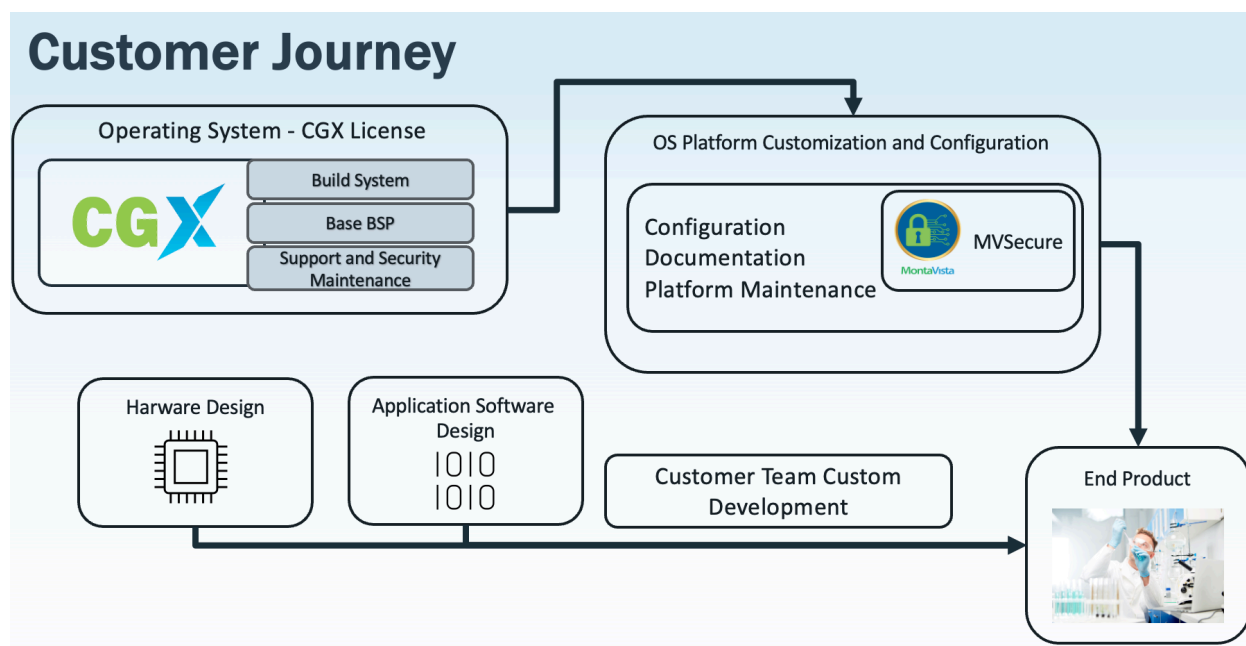 Customer Journey
Operating System - CGX License
CGX
Build System
Base BSP
Support and Security
Maintenance
OS Platform Customization and Configuration
Configuration
Documentation
Platform Maintenance
MVSecure
MontaVista
Harware Design
Application Software
Design
1010
1010
Customer Team Custom
Development
End Product